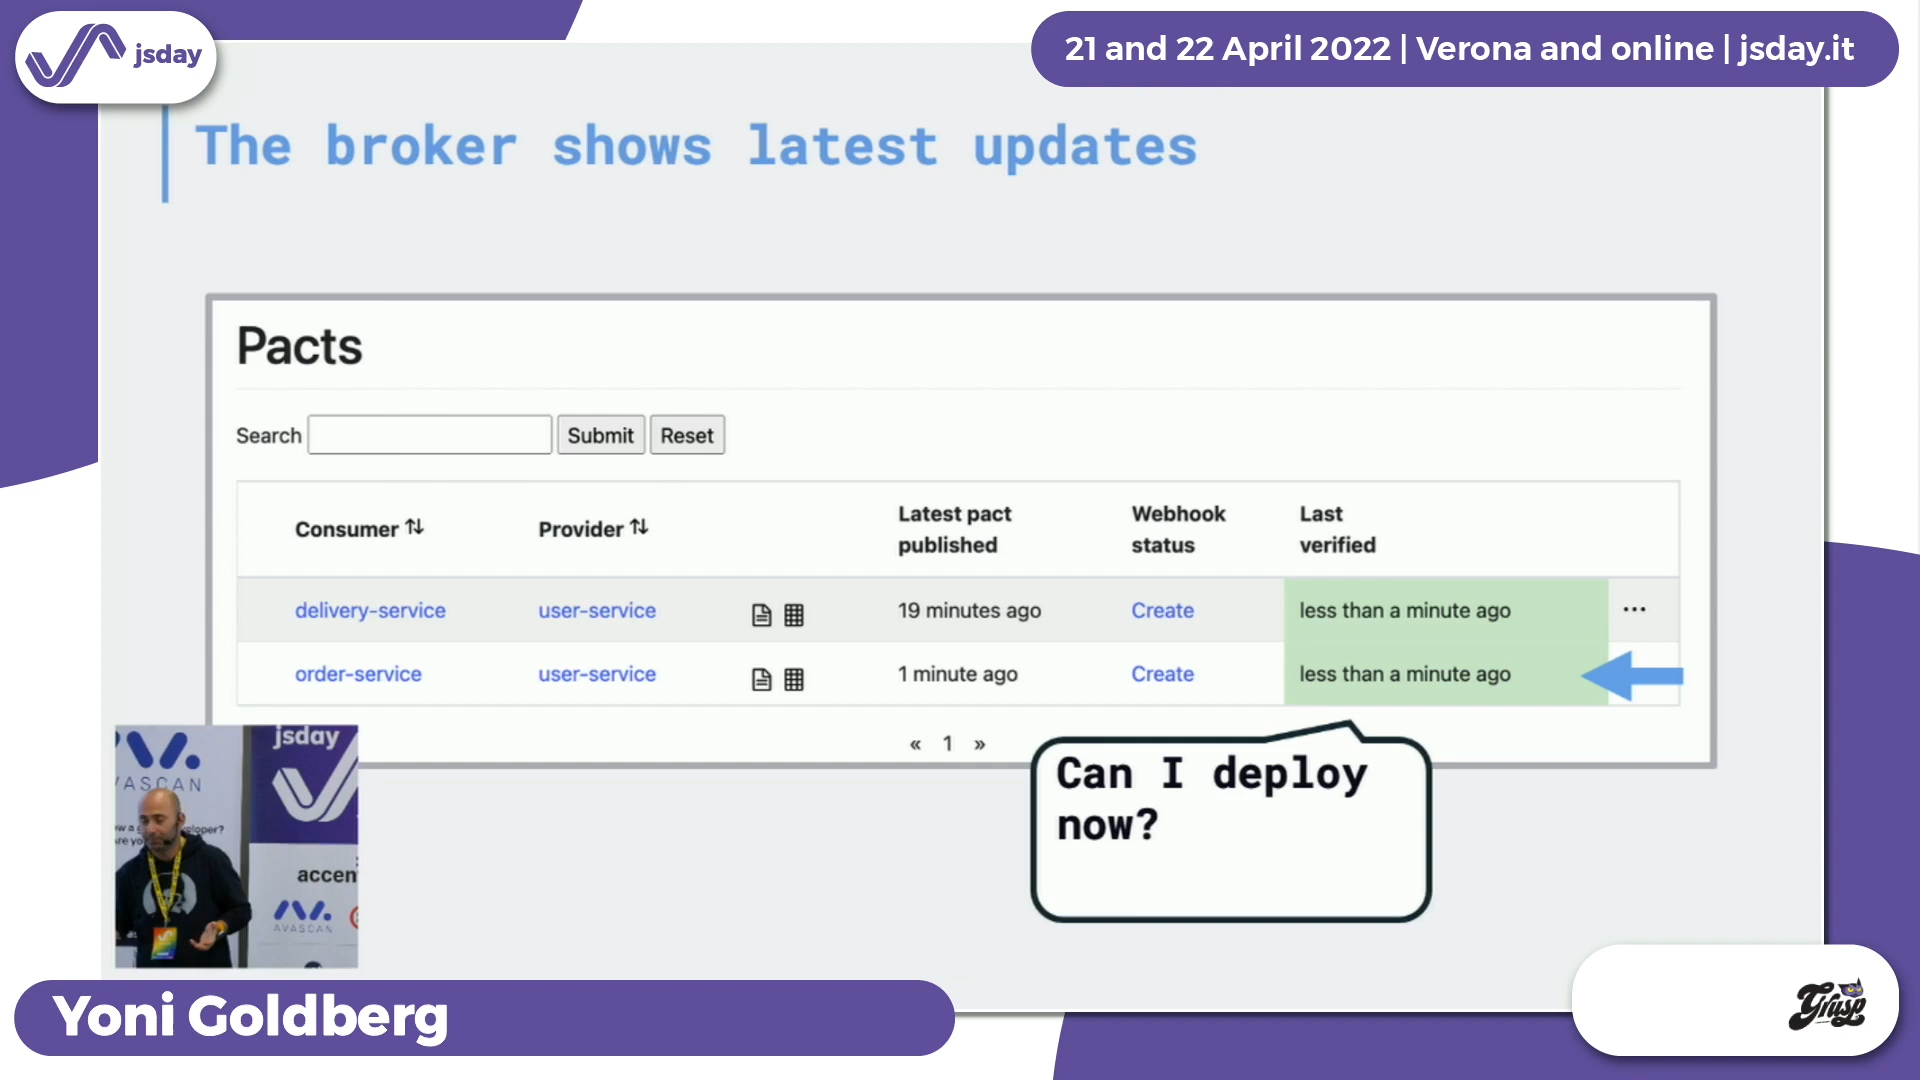 jsday
21 and 22 April 2022 | Verona and online | jsday.it
The broker shows latest updates
Pacts
Search Submit Reset
Consumer Provider Latest pact published Webhook status Last verified
delivery-service user-service 19 minutes ago Create less than a minute ago ...
order-service user-service 1 minute ago Create less than a minute ago
« 1 »
Can I deploy
now?
jsday
VASCAN
accen
AVASCAN
Yoni Goldberg
Grusp